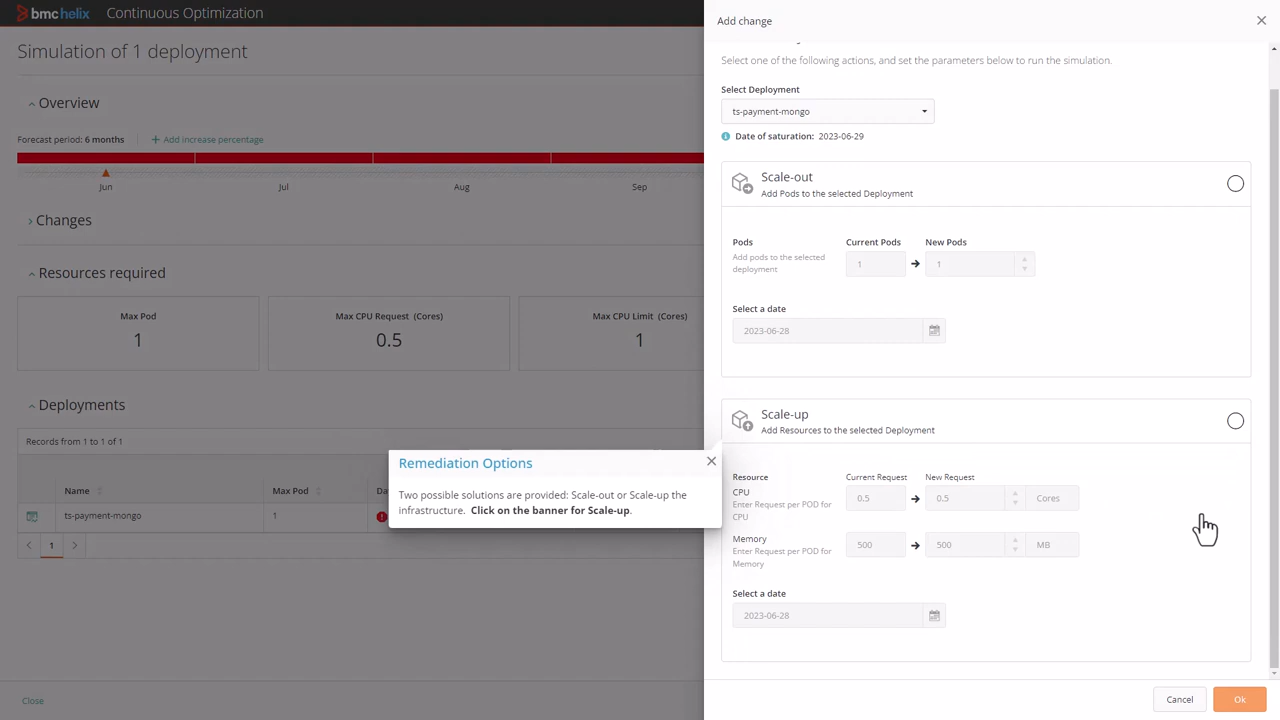 bmc helix Continuous Optimization
Simulation of 1 deployment
Overview
Forecast period: 6 months
Add increase percentage
Jun Jul Aug Sep
Changes
Resources required
Max Pod
1
Max CPU Request (Cores)
0.5
Max CPU Limit (Cores)
1
Deployments
Records from 1 to 1 of 1
Name Max Pod Da
ts-payment-mongo 1
1
Close
Remediation Options
Two possible solutions are provided: Scale-out or Scale-up the
infrastructure. Click on the banner for Scale-up.
Add change
Select one of the following actions, and set the parameters below to run the simulation.
Select Deployment
ts-payment-mongo
Date of saturation: 2023-06-29
Scale-out
Add Pods to the selected Deployment
Pods Current Pods New Pods
Add pods to the selected
deployment
1 1
Select a date
2023-06-28
Scale-up
Add Resources to the selected Deployment
Resource Current Request New Request
CPU
Enter Request per POD for
CPU
0.5 0.5 Cores
Memory
Enter Request per POD for
Memory
500 500 MB
Select a date
2023-06-28
Cancel Ok